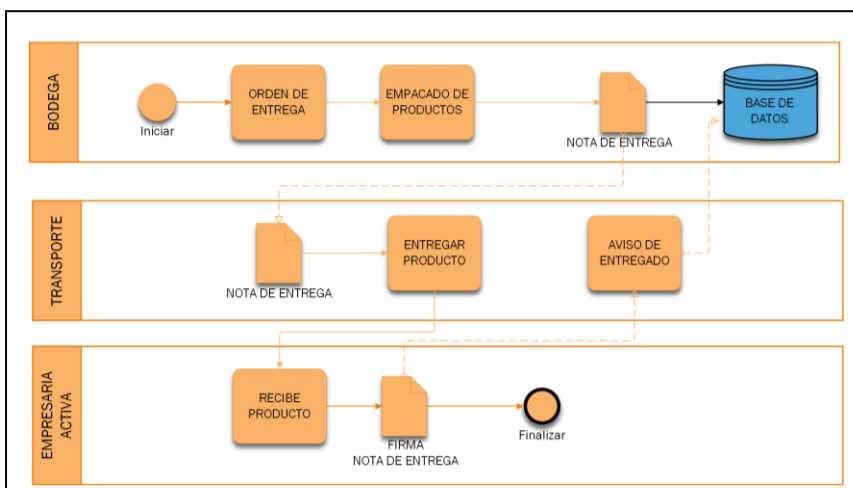 BODEGA
Iniciar
ORDEN DE
ENTREGA
EMPACADO DE
PRODUCTOS
NOTA DE ENTREGA
BASE DE
DATOS
TRANSPORTE
NOTA DE ENTREGA
ENTREGAR
PRODUCTO
AVISO DE
ENTREGADO
EMPRESARIA
ACTIVA
RECIBE
PRODUCTO
FIRMA
NOTA DE ENTREGA
Finalizar